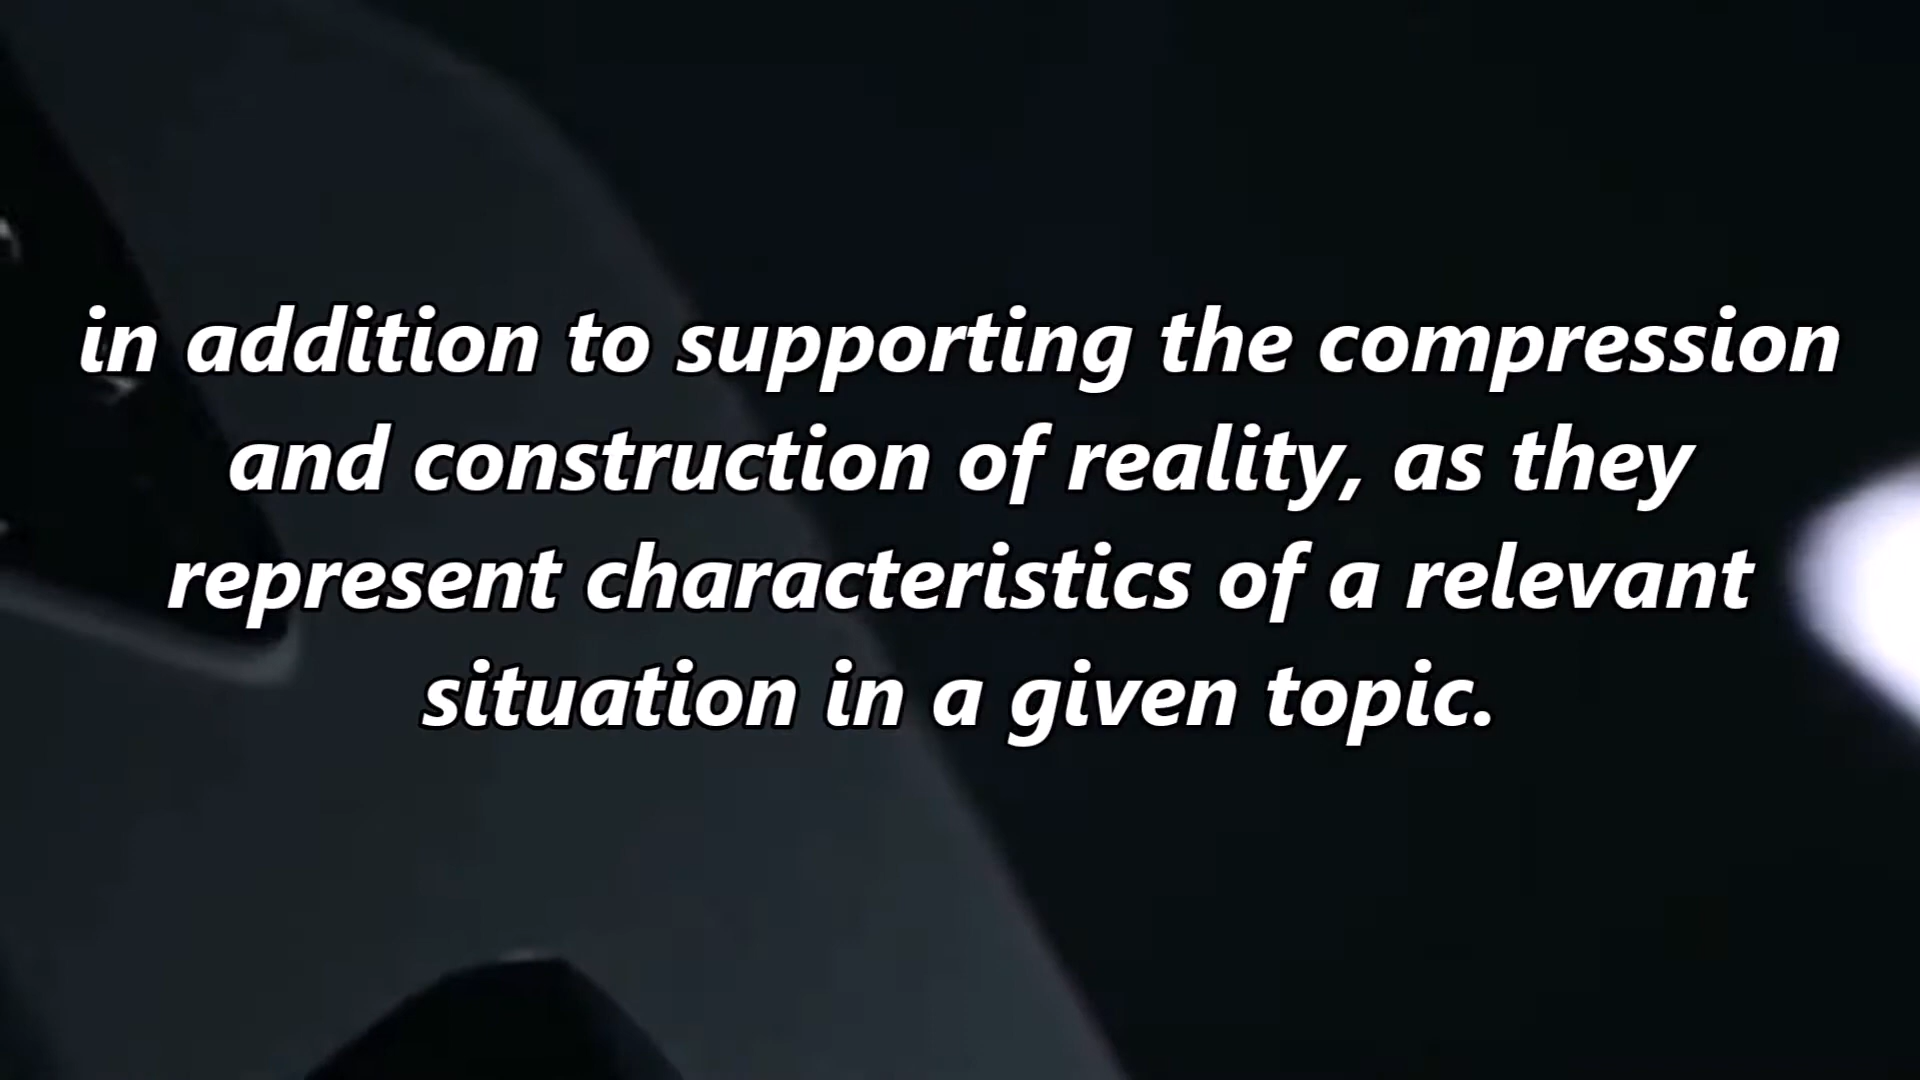 in addition to supporting the compression
and construction of reality, as they
represent characteristics of a relevant
situation in a given topic.